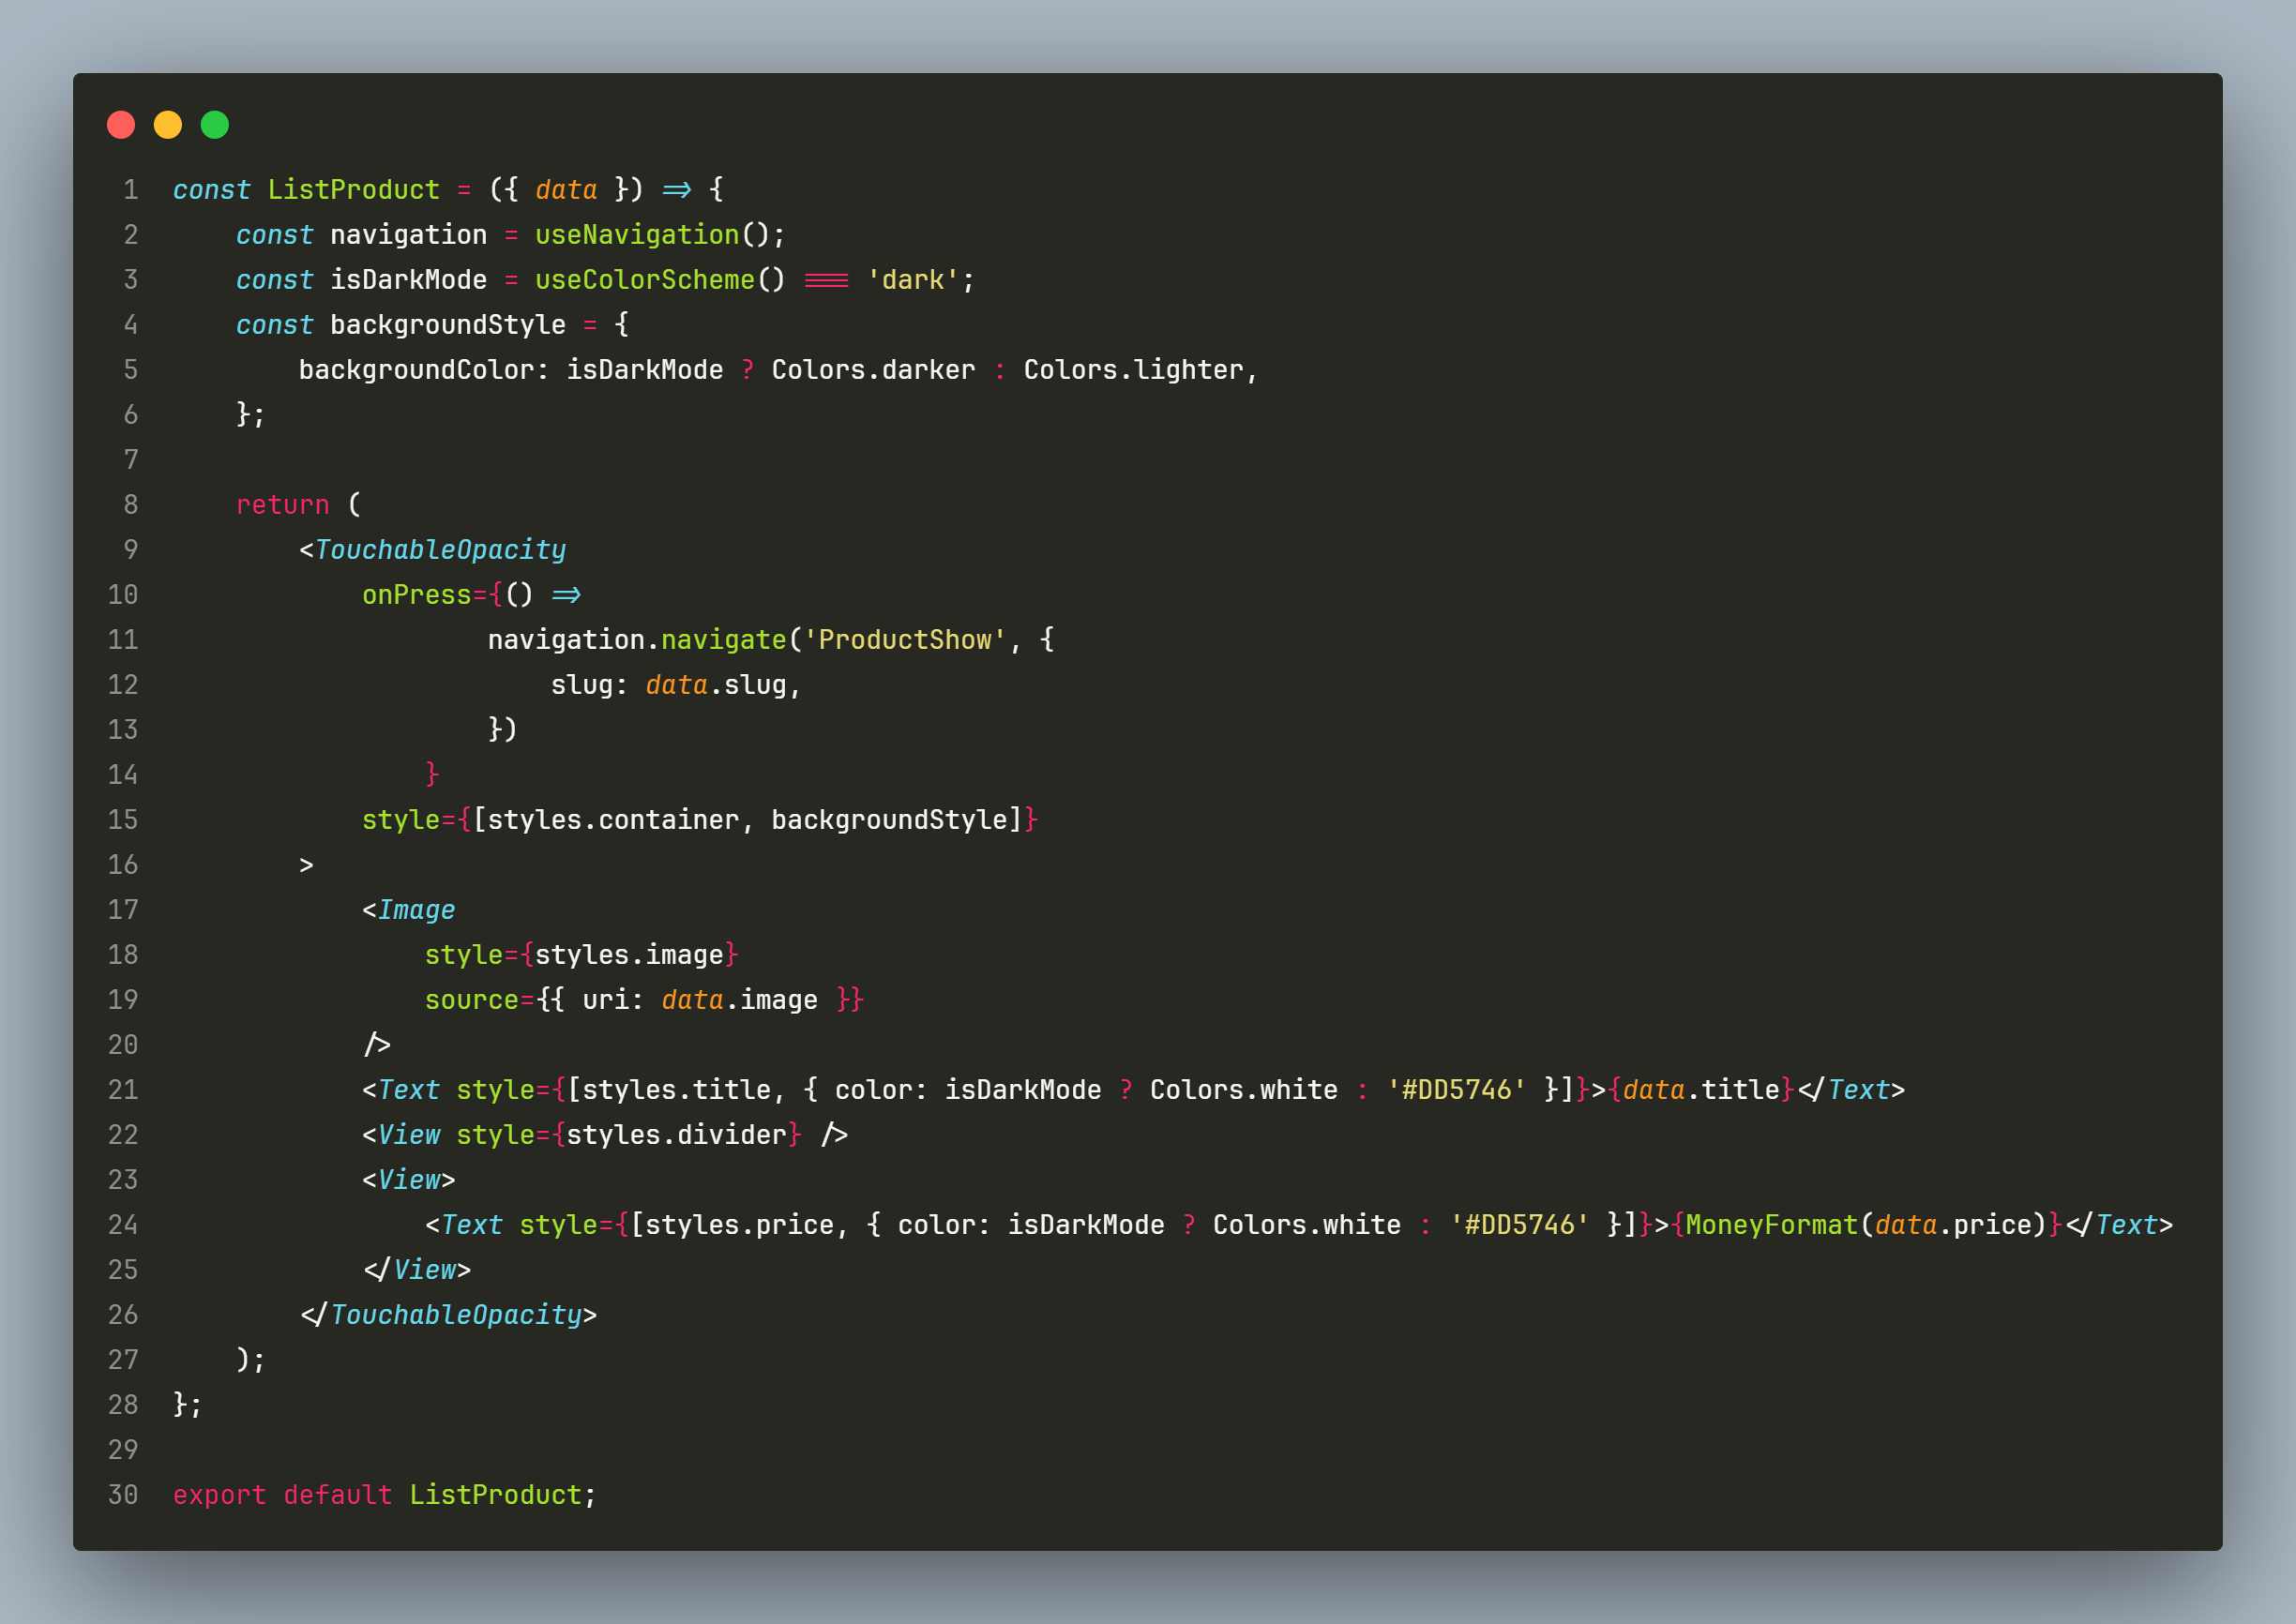 1 const ListProduct = ({ data }) => {
2     const navigation = useNavigation();
3     const isDarkMode = useColorScheme() === 'dark';
4     const backgroundStyle = {
5         backgroundColor: isDarkMode ? Colors.darker : Colors.lighter,
6     };
7
8     return (
9         <TouchableOpacity
10             onPress={() =>
11                     navigation.navigate('ProductShow', {
12                         slug: data.slug,
13                     })
14                 }
15             style={[styles.container, backgroundStyle]}
16         >
17             <Image
18                 style={styles.image}
19                 source={{ uri: data.image }}
20             />
21             <Text style={[styles.title, { color: isDarkMode ? Colors.white : '#DD5746' }]}>{data.title}</Text>
22             <View style={styles.divider} />
23             <View>
24                 <Text style={[styles.price, { color: isDarkMode ? Colors.white : '#DD5746' }]}>{MoneyFormat(data.price)}</Text>
25             </View>
26         </TouchableOpacity>
27     );
28 };
29
30 export default ListProduct;